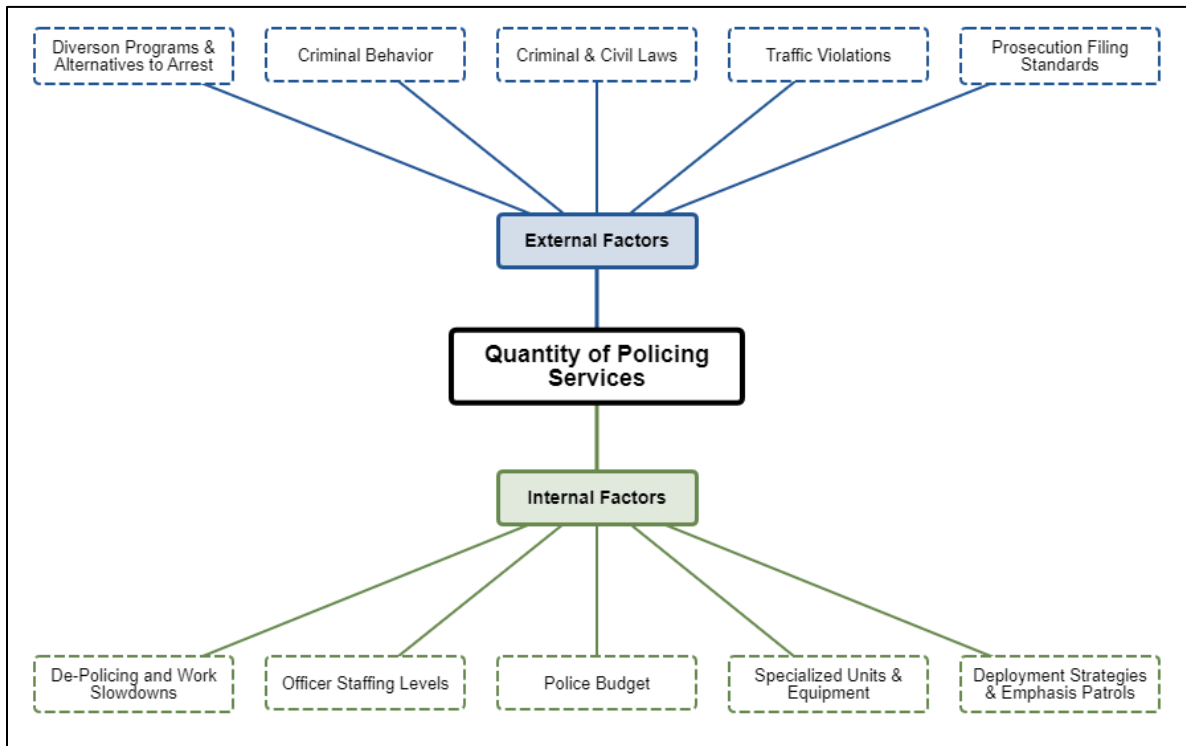 Diverson Programs &
Alternatives to Arrest
Criminal Behavior
Criminal & Civil Laws
Traffic Violations
Prosecution Filing
Standards
External Factors
Quantity of Policing
Services
Internal Factors
De-Policing and Work
Slowdowns
Officer Staffing Levels
Police Budget
Specialized Units &
Equipment
Deployment Strategies
& Emphasis Patrols